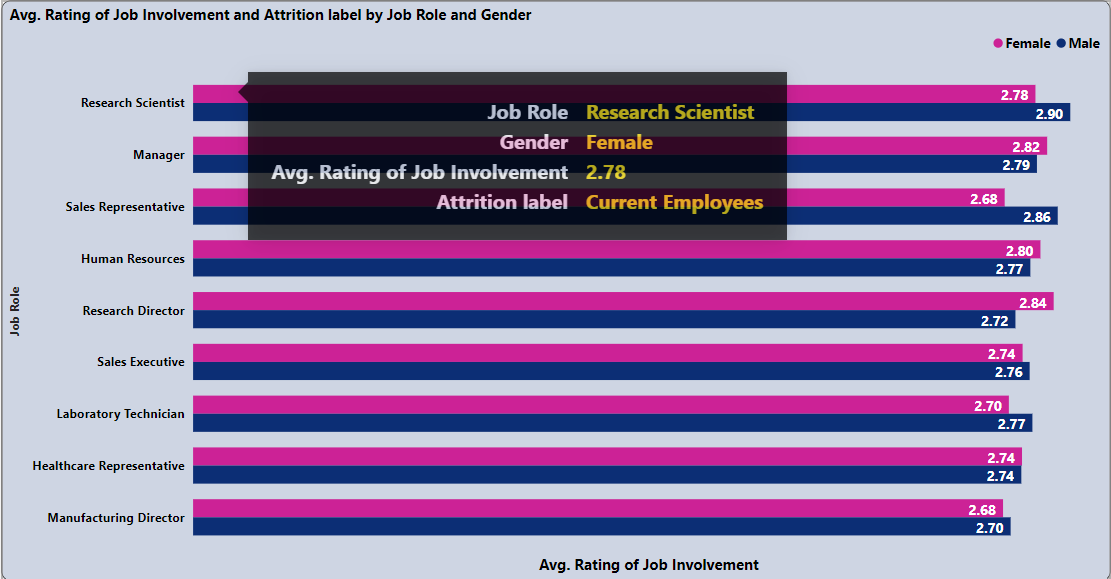 Avg. Rating of Job Involvement and Attrition label by Job Role and Gender
Female Male
Research Scientist 2.78
2.90
Job Role Research Scientist
Gender Female
Avg. Rating of Job Involvement 2.78
Attrition label Current Employees
Manager 2.82
2.79
Sales Representative 2.68
2.86
Human Resources 2.80
2.77
Research Director 2.84
2.72
Sales Executive 2.74
2.76
Laboratory Technician 2.70
2.77
Healthcare Representative 2.74
2.74
Manufacturing Director 2.68
2.70
Job Role
Avg. Rating of Job Involvement